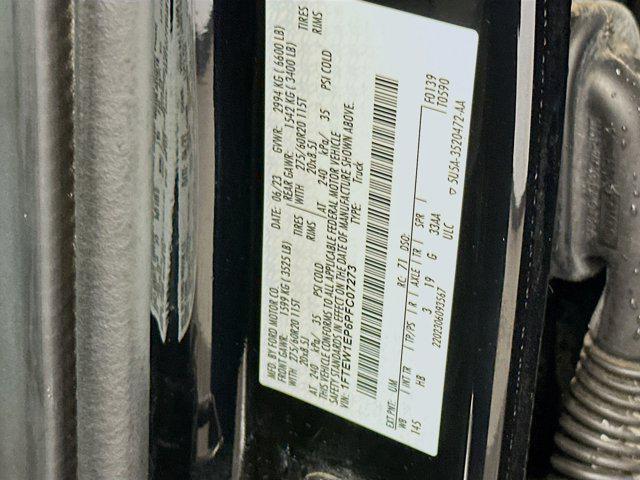 MFD. BY FORD MOTOR CO. DATE: 06/23 GVWR: 2994 KG ( 6600 LB)
FRONT GAWR: 1599 KG (3525 LB) REAR GAWR: 1542 KG ( 3400 LB)
WITH 275/60R20 115T TIRES WITH 275/60R20 115T TIRES
20x8.5J RIMS 20x8.5J RIMS
AT 240 kPa/ 35 PSI COLD AT 240 kPa/ 35 PSI COLD
THIS VEHICLE CONFORMS TO ALL APPLICABLE FEDERAL MOTOR VEHICLE
SAFETY STANDARDS IN EFFECT ON THE DATE OF MANUFACTURE SHOWN ABOVE.
VIN: 1FTEW1EP6PFC07273 TYPE: Truck
F0139
T0590
EXT PNT: UM RC: 71 DSO:
WB INT TR TP/PS R AXLE TR SPR
145 HB 3 19 G 33AA
2202306093567 ULC
5U5A-3520472-AA